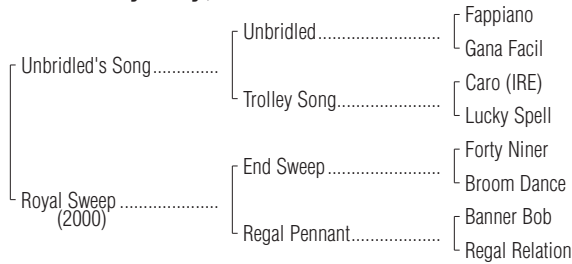 Fappiano
Unbridled....................
Gana Facil
Unbridled's Song.............
Caro (IRE)
Trolley Song.................
Lucky Spell
Forty Niner
End Sweep....................
Broom Dance
Royal Sweep ...................
(2000)
Banner Bob
Regal Pennant................
Regal Relation